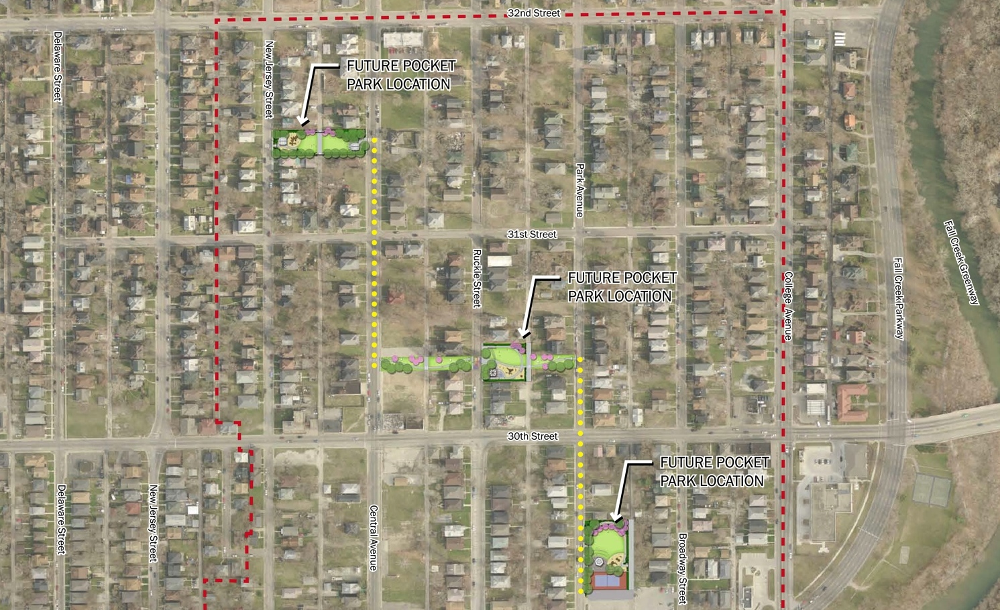 32nd Street
Delaware Street
New Jersey Street
FUTURE POCKET
PARK LOCATION
Park Avenue
31st Street
Ruckle Street
FUTURE POCKET
PARK LOCATION
College Avenue
Fall Creek Parkway
Fall Creek Greenway
30th Street
FUTURE POCKET
PARK LOCATION
Delaware Street
New Jersey Street
Central Avenue
Broadway Street